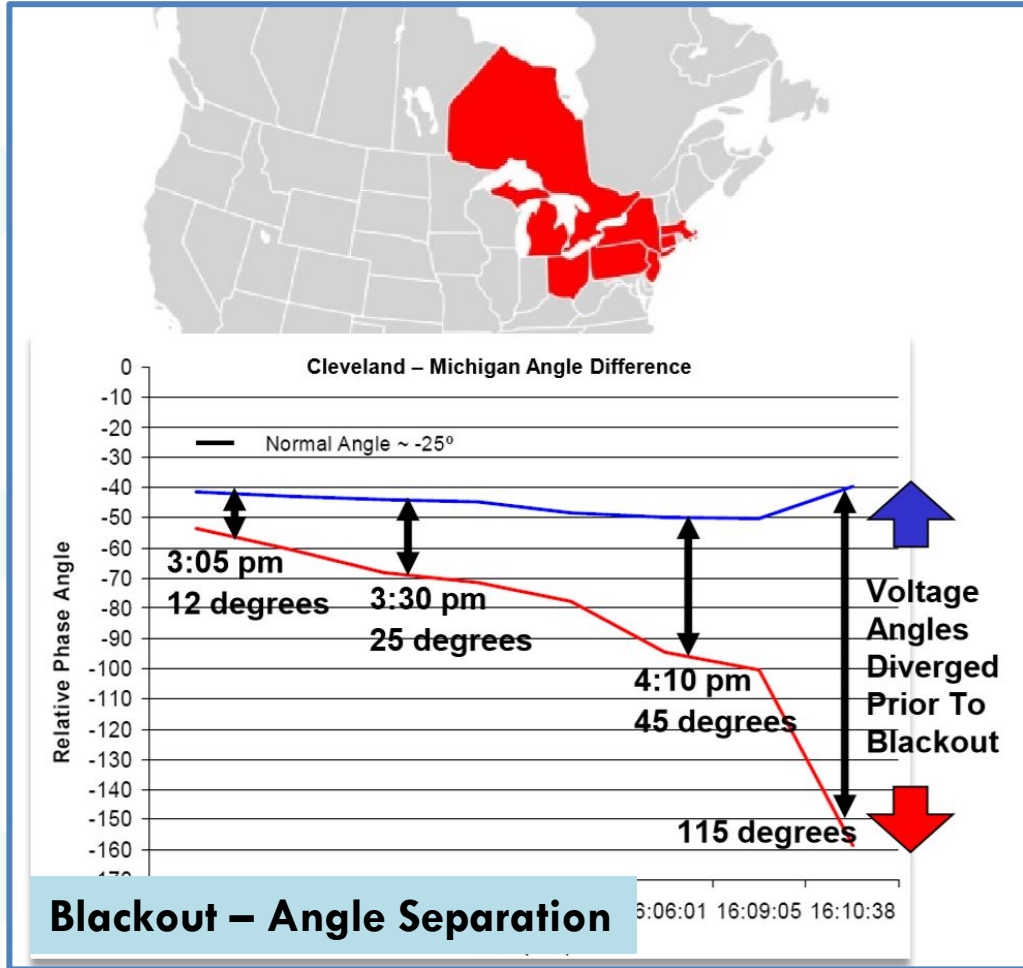 Cleveland – Michigan Angle Difference
0
-10
-20
-30
-40
-50
-60
-70
-80
-90
-100
-110
-120
-130
-140
-150
-160
Relative Phase Angle
Normal Angle ~ -25º
3:05 pm
12 degrees
3:30 pm
25 degrees
4:10 pm
45 degrees
115 degrees
Voltage
Angles
Diverged
Prior To
Blackout
16:09:05 16:10:38
Blackout – Angle Separation